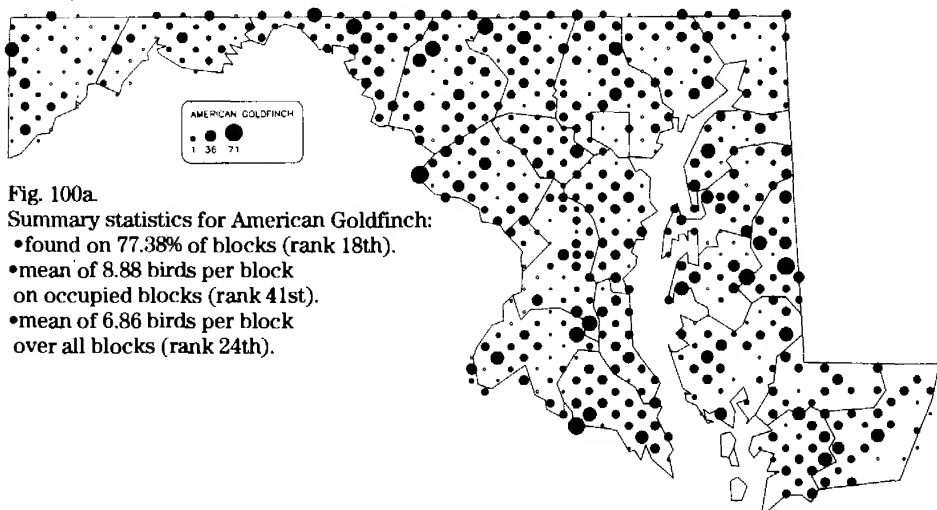 AMERICAN GOLDFINCH
1 36 71
Fig. 100a.
Summary statistics for American Goldfinch:
•found on 77.38% of blocks (rank 18th).
•mean of 8.88 birds per block
on occupied blocks (rank 41st).
•mean of 6.86 birds per block
over all blocks (rank 24th).